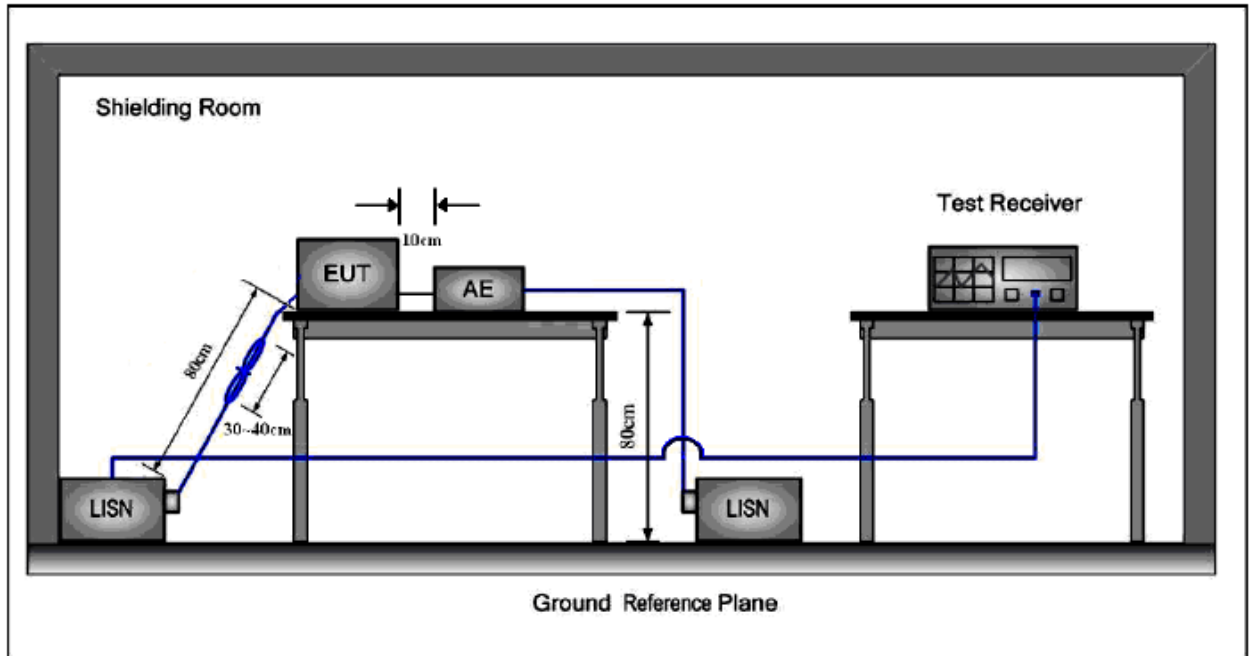 Shielding Room
Test Receiver
10cm
EUT
AE
80cm
30~40cm
80cm
LISN
LISN
Ground Reference Plane